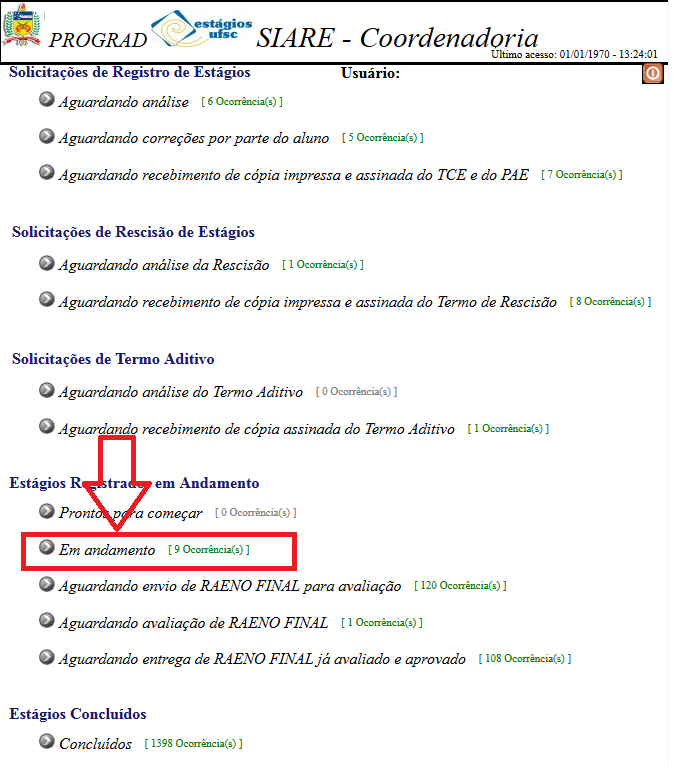 PROGRAD estágios ufsc SIARE - Coordenadoria
Último acesso: 01/01/1970 - 13:24:01
Solicitações de Registro de Estágios Usuário:
Aguardando análise [ 6 Ocorrência(s) ]
Aguardando correções por parte do aluno [ 5 Ocorrência(s) ]
Aguardando recebimento de cópia impressa e assinada do TCE e do PAE [ 7 Ocorrência(s) ]
Solicitações de Rescisão de Estágios
Aguardando análise da Rescisão [ 1 Ocorrência(s) ]
Aguardando recebimento de cópia impressa e assinada do Termo de Rescisão [ 8 Ocorrência(s) ]
Solicitações de Termo Aditivo
Aguardando análise do Termo Aditivo [ 0 Ocorrência(s) ]
Aguardando recebimento de cópia assinada do Termo Aditivo [ 1 Ocorrência(s) ]
Estágios Registrados em Andamento
Prontos para começar [ 0 Ocorrência(s) ]
Em andamento [ 9 Ocorrência(s) ]
Aguardando envio de RAENO FINAL para avaliação [ 120 Ocorrência(s) ]
Aguardando avaliação de RAENO FINAL [ 1 Ocorrência(s) ]
Aguardando entrega de RAENO FINAL já avaliado e aprovado [ 108 Ocorrência(s) ]
Estágios Concluídos
Concluídos [ 1398 Ocorrência(s) ]